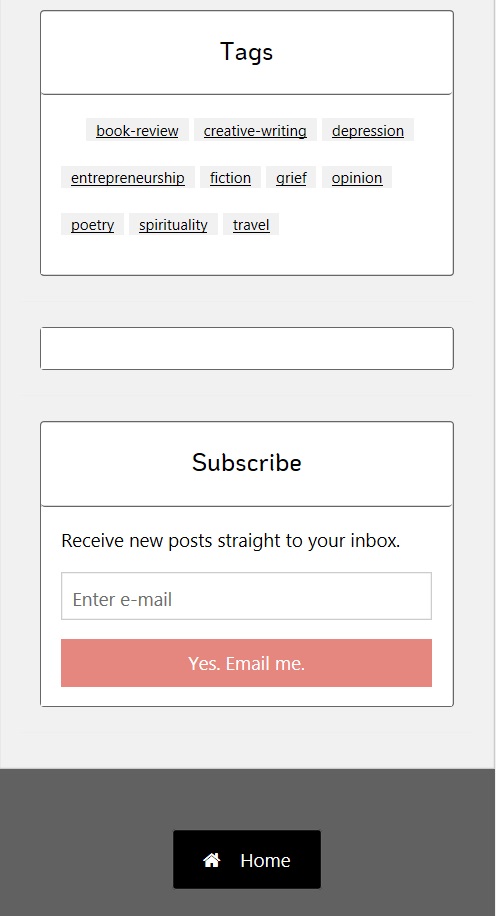 Tags
book-review creative-writing depression
entrepreneurship fiction grief opinion
poetry spirituality travel
Subscribe
Receive new posts straight to your inbox.
Enter e-mail
Yes. Email me.
Home